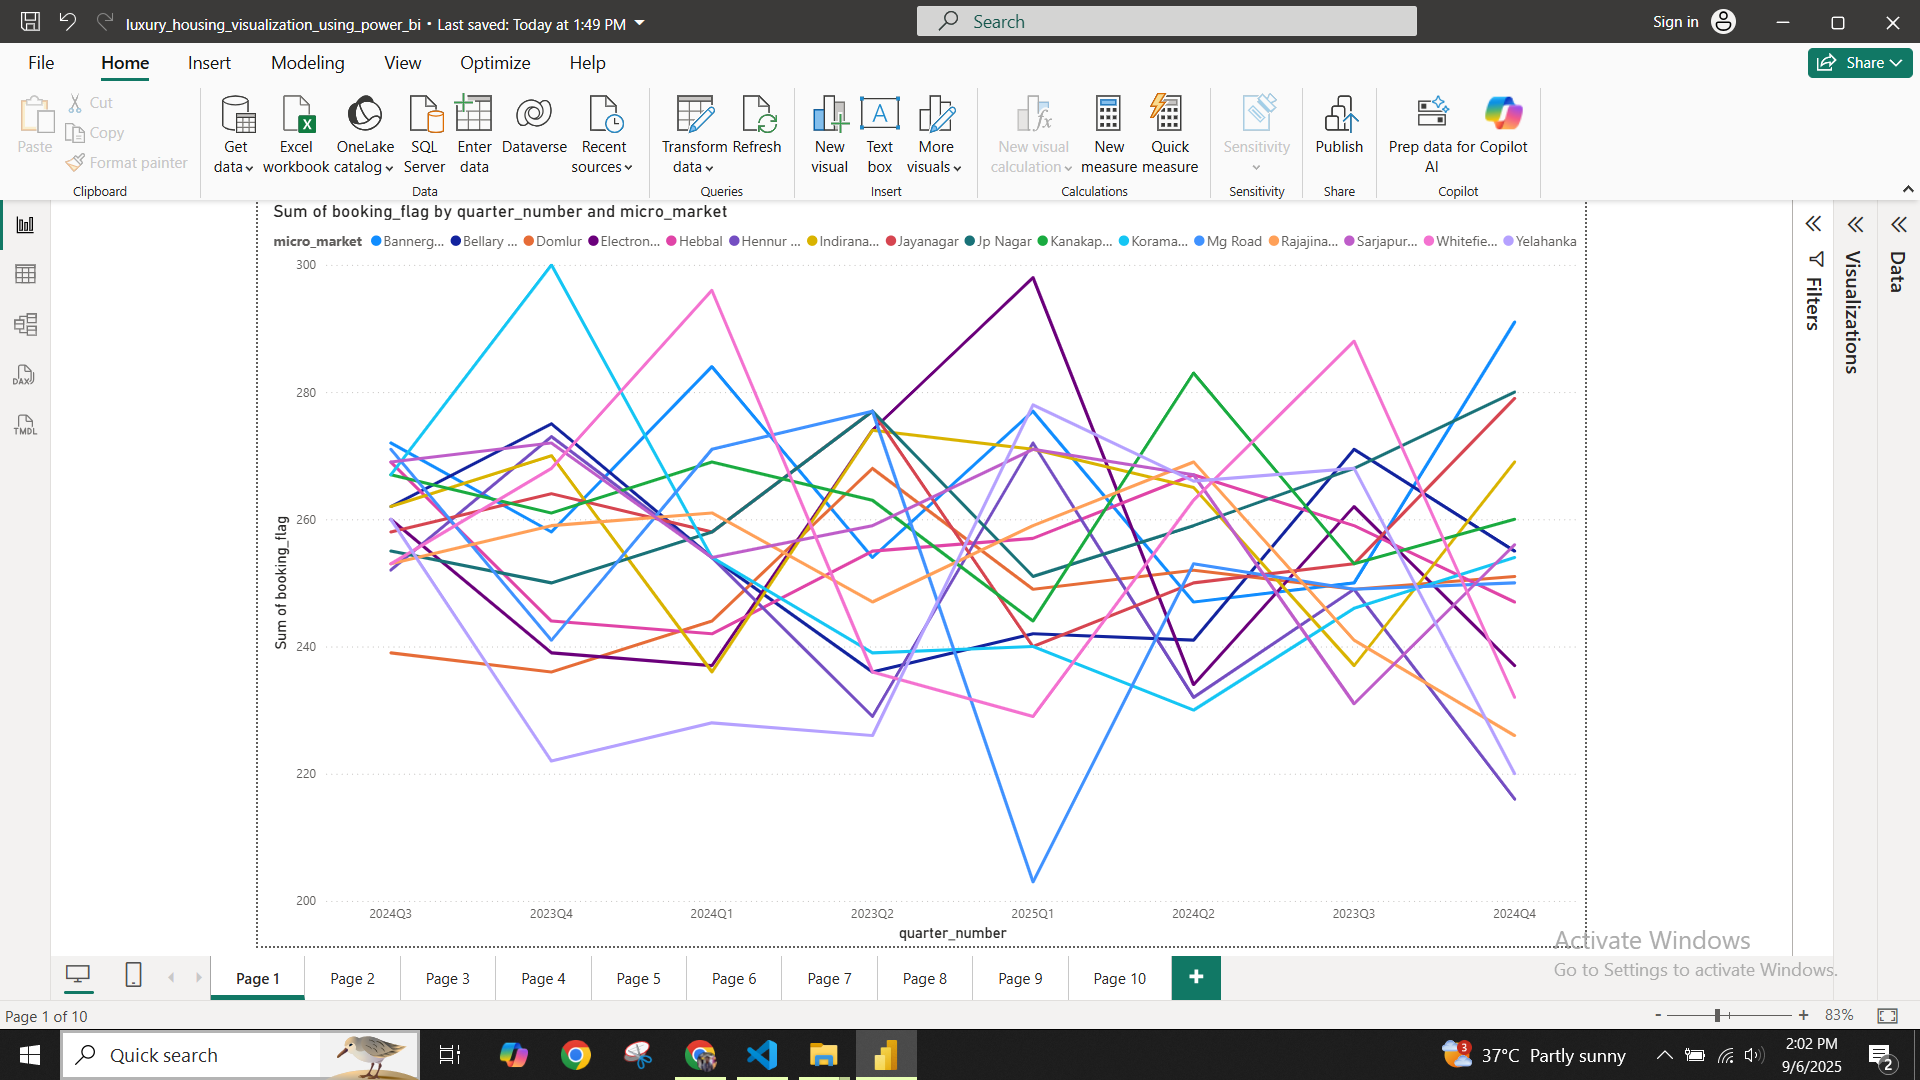 luxury_housing_visualization_using_power_bi • Last saved: Today at 1:49 PM
Search
Sign in
File Home Insert Modeling View Optimize Help
Share
Paste
Cut
Copy
Format painter
Clipboard
Get data
Excel workbook
OneLake catalog
SQL Server
Enter data
Dataverse
Recent sources
Data
Transform data
Refresh
Queries
New visual
Text box
More visuals
Insert
New visual calculation
New measure
Quick measure
Calculations
Sensitivity
Sensitivity
Publish
Share
Prep data for AI
Copilot
Copilot
DAX
TMDL
Sum of booking_flag by quarter_number and micro_market
micro_market Bannerg... Bellary ... Domlur Electron... Hebbal Hennur ... Indirana... Jayanagar Jp Nagar Kanakap... Korama... Mg Road Rajajina... Sarjapur... Whitefie... Yelahanka
Sum of booking_flag
300
280
260
240
220
200
2024Q3 2023Q4 2024Q1 2023Q2 2025Q1 2024Q2 2023Q3 2024Q4
quarter_number
Filters
Visualizations
Data
Activate Windows
Go to Settings to activate Windows.
Page 1 Page 2 Page 3 Page 4 Page 5 Page 6 Page 7 Page 8 Page 9 Page 10 +
Page 1 of 10
- + 83%
Quick search
3
37°C Partly sunny
2:02 PM
9/6/2025
2